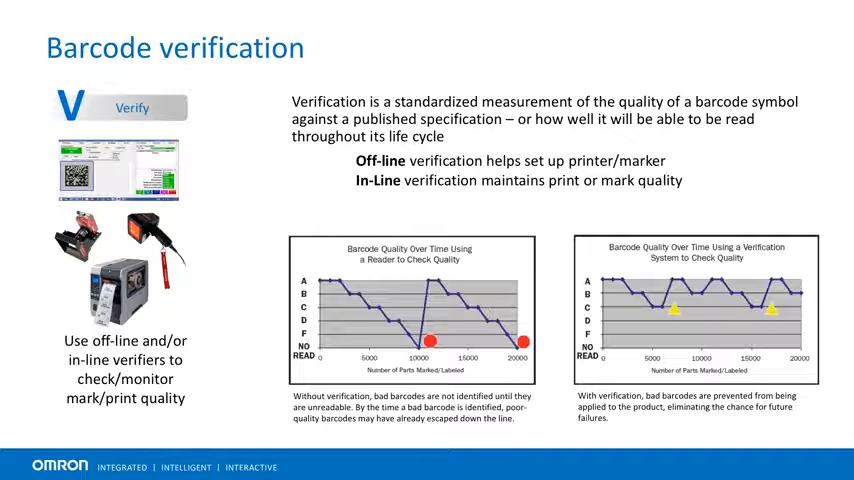 Barcode verification
V Verify
Verification is a standardized measurement of the quality of a barcode symbol
against a published specification – or how well it will be able to be read
throughout its life cycle
Off-line verification helps set up printer/marker
In-Line verification maintains print or mark quality
Use off-line and/or
in-line verifiers to
check/monitor
mark/print quality
Barcode Quality Over Time Using
a Reader to Check Quality
A
B
C
D
F
NO
READ
0 5000 10000 15000 20000
Number of Parts Marked/Labeled
Without verification, bad barcodes are not identified until they
are unreadable. By the time a bad barcode is identified, poor-
quality barcodes may have already escaped down the line.
Barcode Quality Over Time Using a Verification
System to Check Quality
A
B
C
D
F
NO
READ
0 5000 10000 15000 20000
Number of Parts Marked/Labeled
With verification, bad barcodes are prevented from being
applied to the product, eliminating the chance for future
failures.
OMRON INTEGRATED | INTELLIGENT | INTERACTIVE